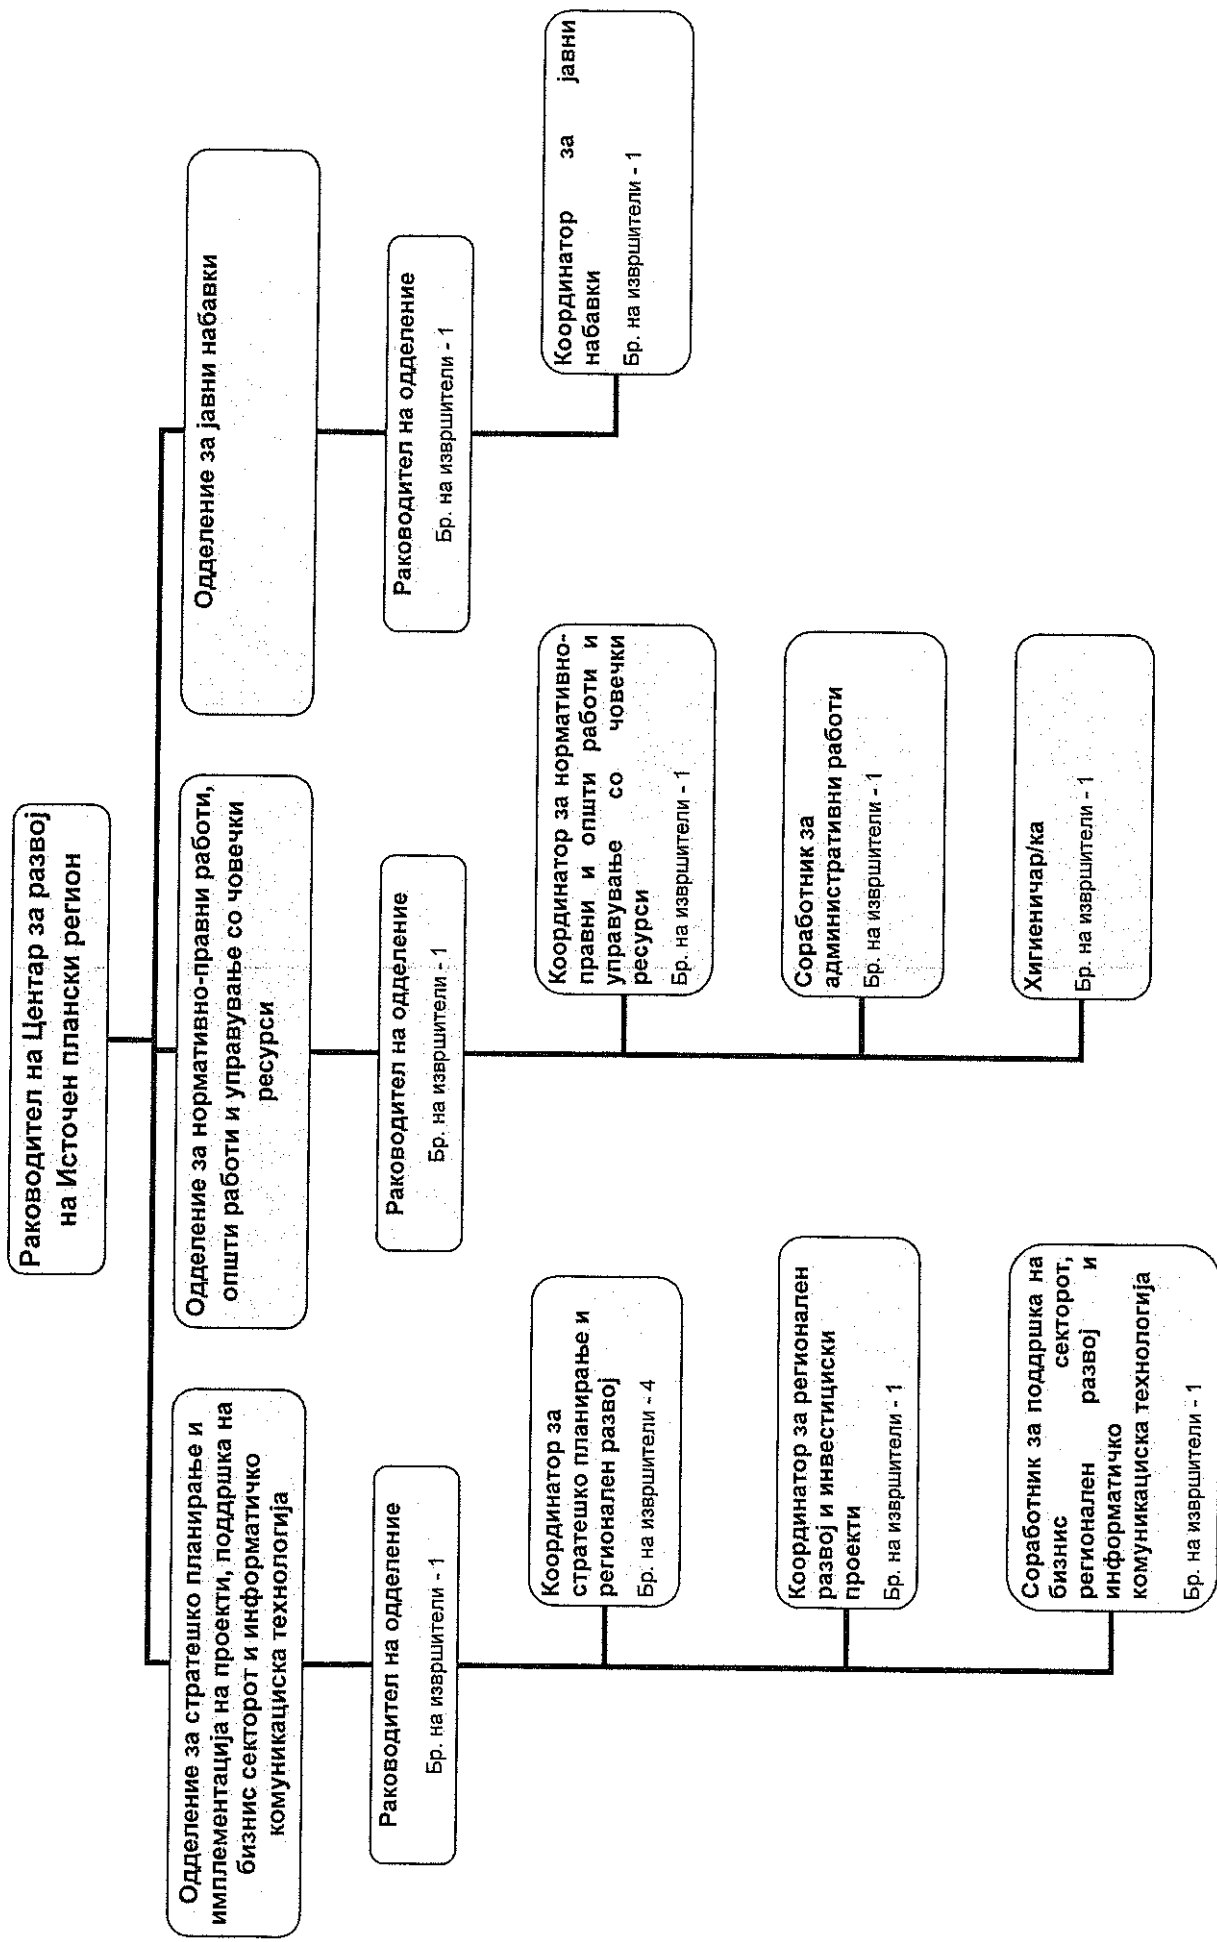 Раководител на Центар за развој
на Источен плански регион
Одделение за стратешко планирање и
имплементација на проекти, поддршка на
бизнис секторот и информатичко
комуникациска технологија
Раководител на одделение
Бр. на извршители - 1
Координатор за
стратешко планирање и
регионален развој
Бр. на извршители - 4
Координатор за регионален
развој и инвестициски
проекти
Бр. на извршители - 1
Соработник за поддршка на
бизнис секторот,
регионален развој и
информатичко
комуникациска технологија
Бр. на извршители - 1
Одделение за нормативно-правни работи,
општи работи и управување со човечки
ресурси
Раководител на одделение
Бр. на извршители - 1
Координатор за нормативно-
правни и општи работи и
управување со човечки
ресурси
Бр. на извршители - 1
Соработник за
административни работи
Бр. на извршители - 1
Хигиеничар/ка
Бр. на извршители - 1
Одделение за јавни набавки
Раководител на одделение
Бр. на извршители - 1
Координатор за јавни
набавки
Бр. на извршители - 1